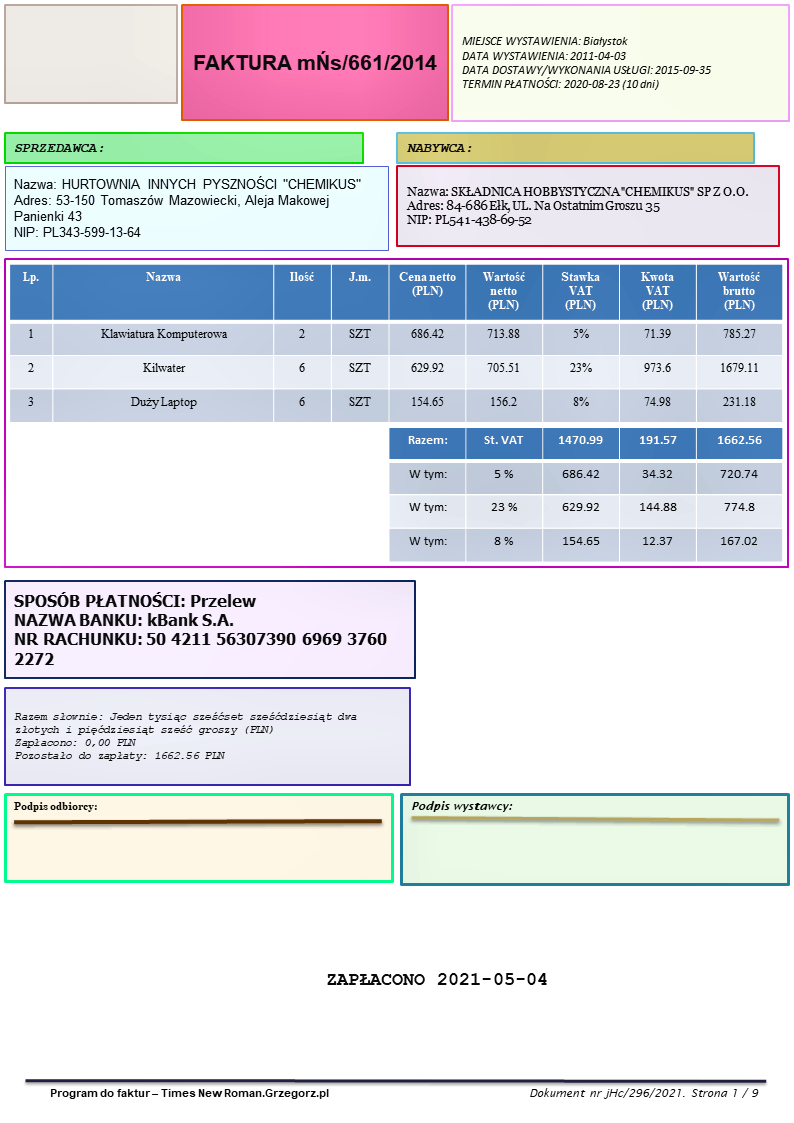 FAKTURA mŃs/661/2014
MIEJSCE WYSTAWIENIA: Białystok
DATA WYSTAWIENIA: 2011-04-03
DATA DOSTAWY/WYKONANIA USŁUGI: 2015-09-35
TERMIN PŁATNOŚCI: 2020-08-23 (10 dni)
SPRZEDAWCA:
Nazwa: HURTOWNIA INNYCH PYSZNOŚCI "CHEMIKUS"
Adres: 53-150 Tomaszów Mazowiecki, Aleja Makowej
Panienki 43
NIP: PL343-599-13-64
NABYWCA:
Nazwa: SKŁADNICA HOBBYSTYCZNA"CHEMIKUS" SP Z O.O.
Adres: 84-686 Ełk, UL. Na Ostatnim Groszu 35
NIP: PL541-438-69-52
Lp. Nazwa Ilość J.m. Cena netto (PLN) Wartość netto (PLN) Stawka VAT (PLN) Kwota VAT (PLN) Wartość brutto (PLN)
1 Klawiatura Komputerowa 2 SZT 686.42 713.88 5% 71.39 785.27
2 Kilwater 6 SZT 629.92 705.51 23% 973.6 1679.11
3 Duży Laptop 6 SZT 154.65 156.2 8% 74.98 231.18
Razem: St. VAT 1470.99 191.57 1662.56
W tym: 5 % 686.42 34.32 720.74
W tym: 23 % 629.92 144.88 774.8
W tym: 8 % 154.65 12.37 167.02
SPOSÓB PŁATNOŚCI: Przelew
NAZWA BANKU: kBank S.A.
NR RACHUNKU: 50 4211 56307390 6969 3760
2272
Razem słownie: Jeden tysiąc sześćset sześćdziesiąt dwa
złotych i pięćdziesiąt sześć groszy (PLN)
Zapłacono: 0,00 PLN
Pozostało do zapłaty: 1662.56 PLN
Podpis odbiorcy:
Podpis wystawcy:
ZAPŁACONO 2021-05-04
Program do faktur – Times New Roman.Grzegorz.pl
Dokument nr jHc/296/2021. Strona 1 / 9